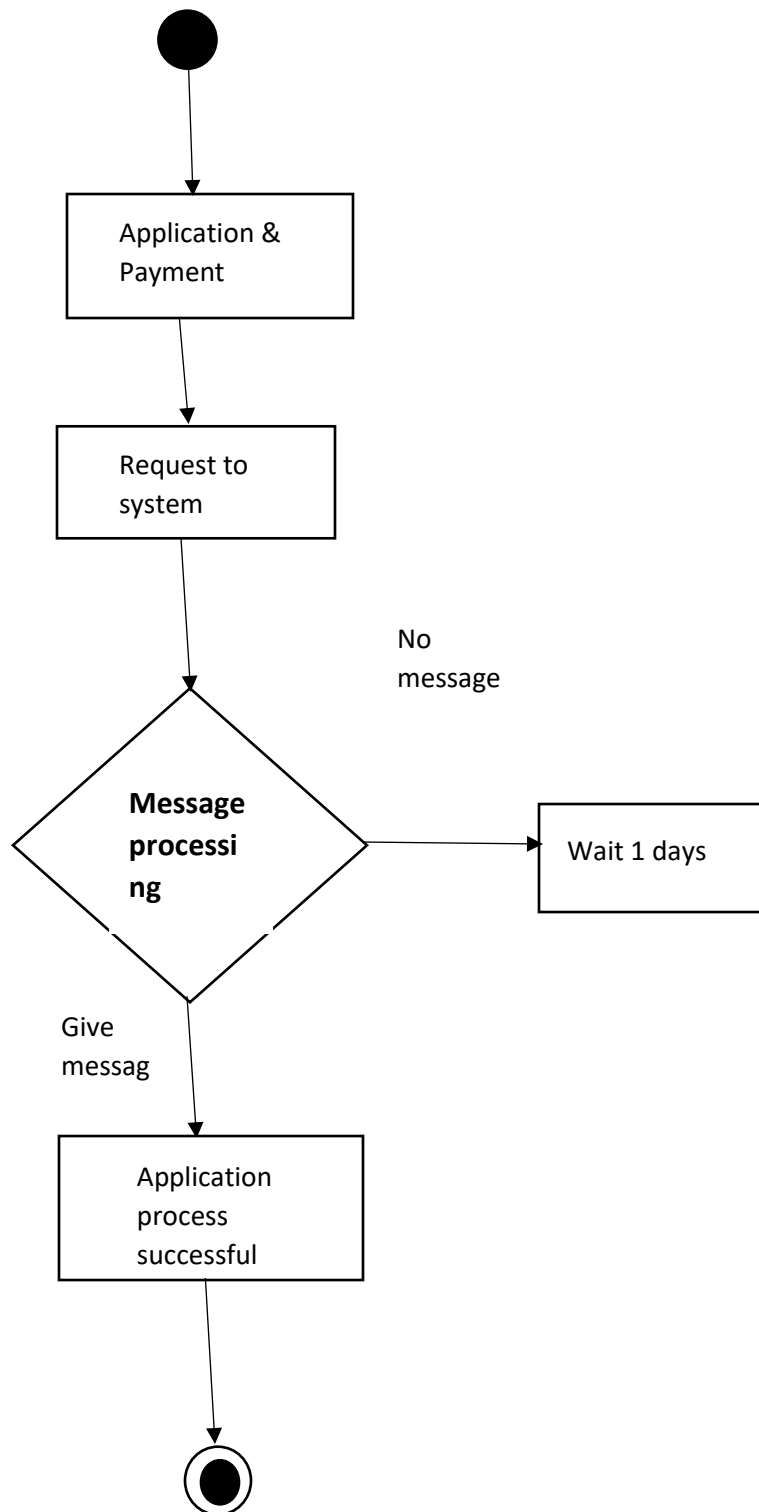 Application &
Payment
Request to
system
No
message
Message
processi
ng
Wait 1 days
Give
messag
Application
process
successful